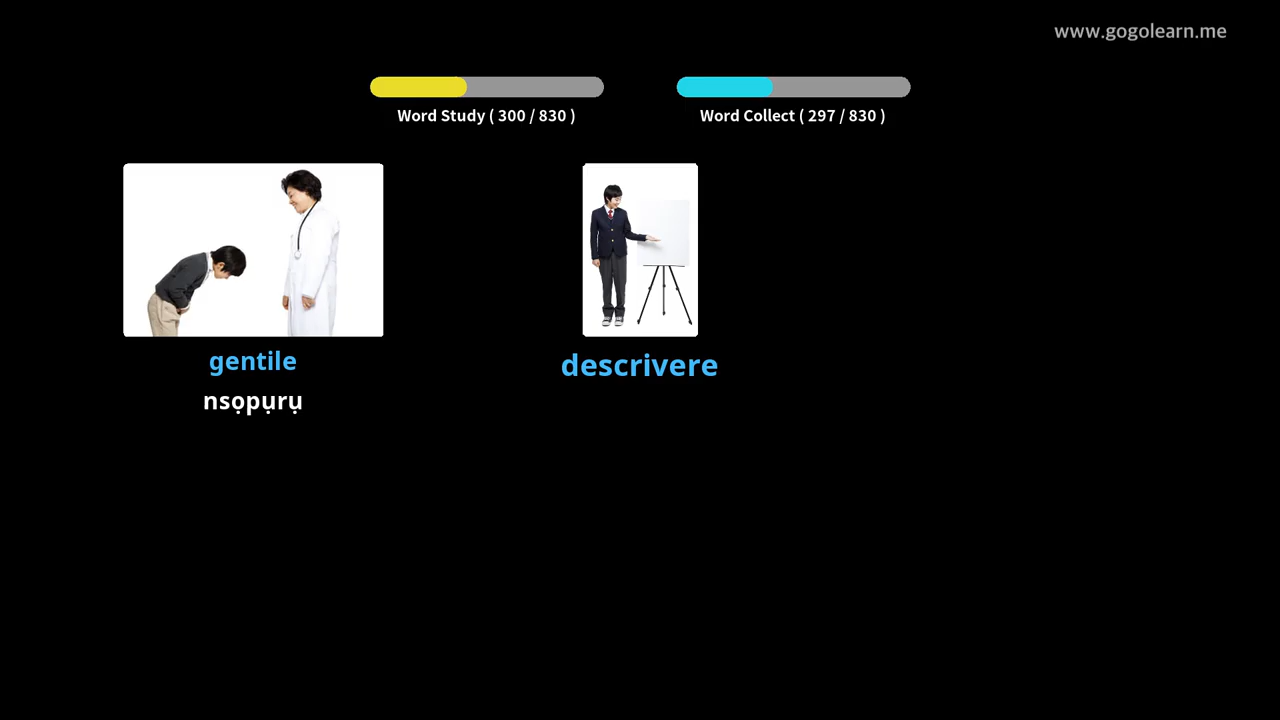 www.gogolearn.me
Word Study ( 300 / 830 )
Word Collect ( 297 / 830 )
gentile
nsọpụrụ
descrivere